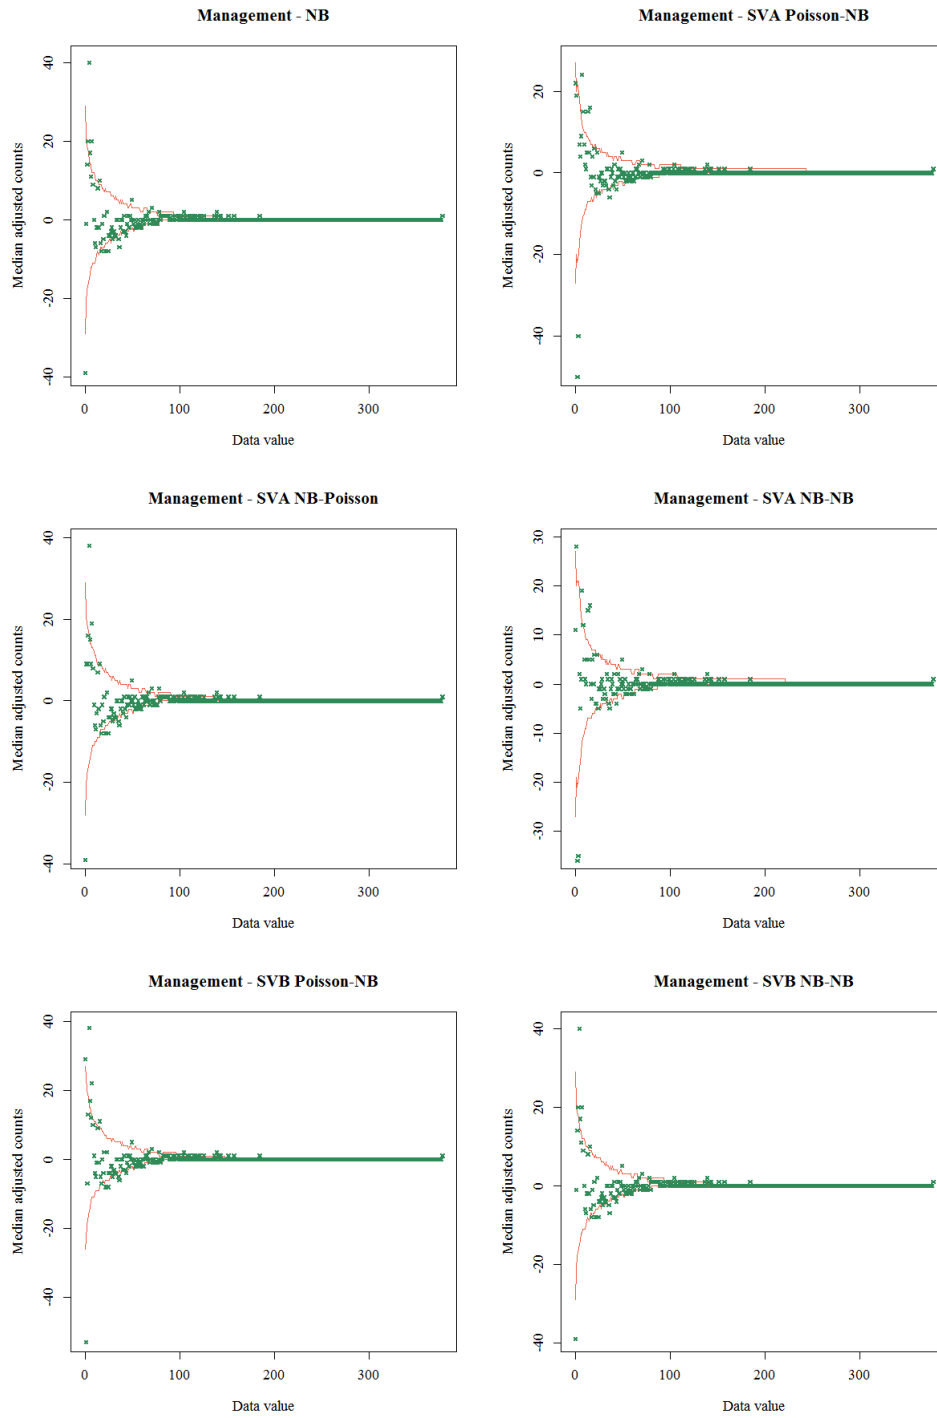 Management - NB
Median adjusted counts
40
20
0
-20
-40
0 100 200 300
Data value
Management - SVA Poisson-NB
Median adjusted counts
20
0
-20
-40
0 100 200 300
Data value
Management - SVA NB-Poisson
Median adjusted counts
40
20
0
-20
-40
0 100 200 300
Data value
Management - SVA NB-NB
Median adjusted counts
30
20
10
0
-10
-30
0 100 200 300
Data value
Management - SVB Poisson-NB
Median adjusted counts
40
20
0
-20
-40
0 100 200 300
Data value
Management - SVB NB-NB
Median adjusted counts
40
20
0
-20
-40
0 100 200 300
Data value